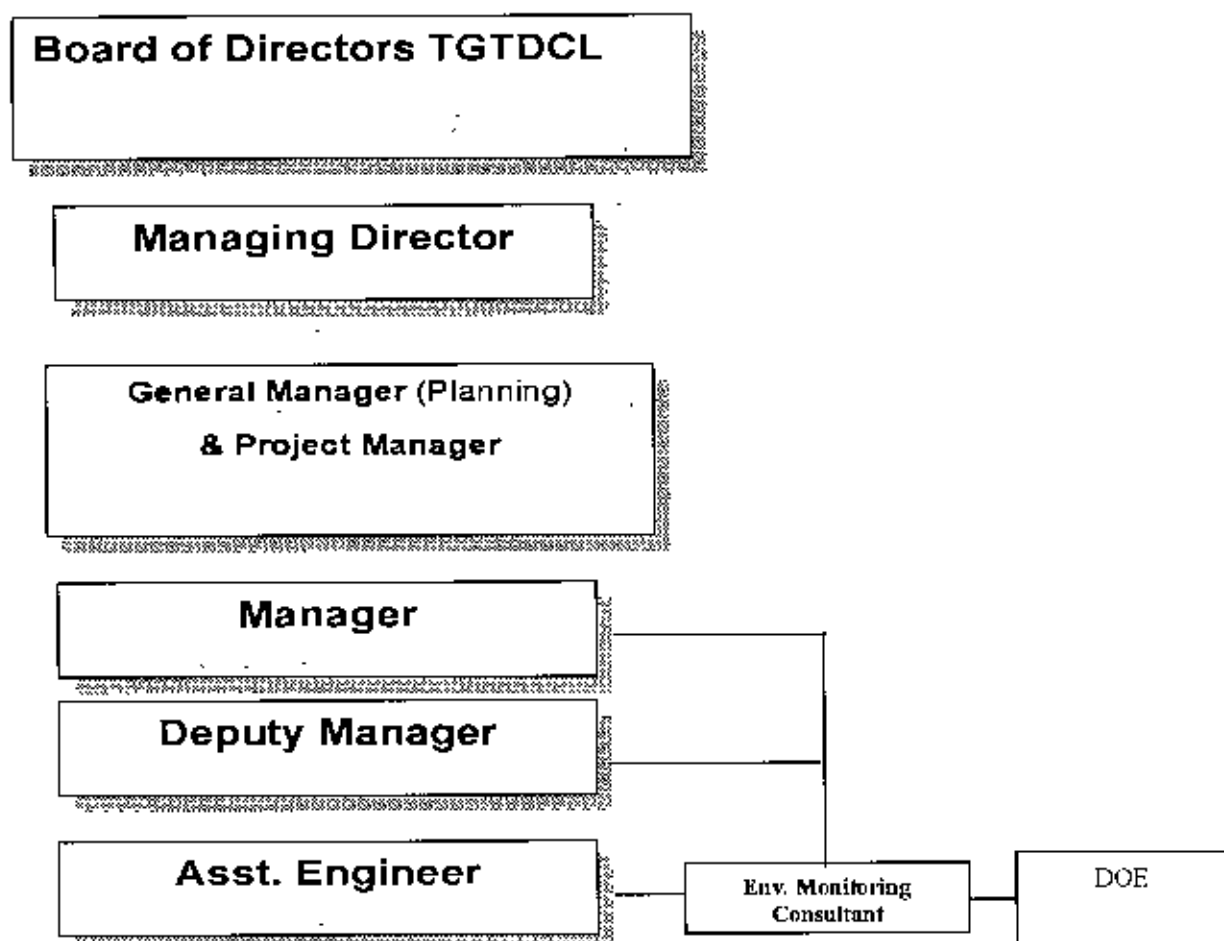 Board of Directors TGTDCL
Managing Director
General Manager (Planning)
& Project Manager
Manager
Deputy Manager
Asst. Engineer
Env. Monitoring
Consultant
DOE